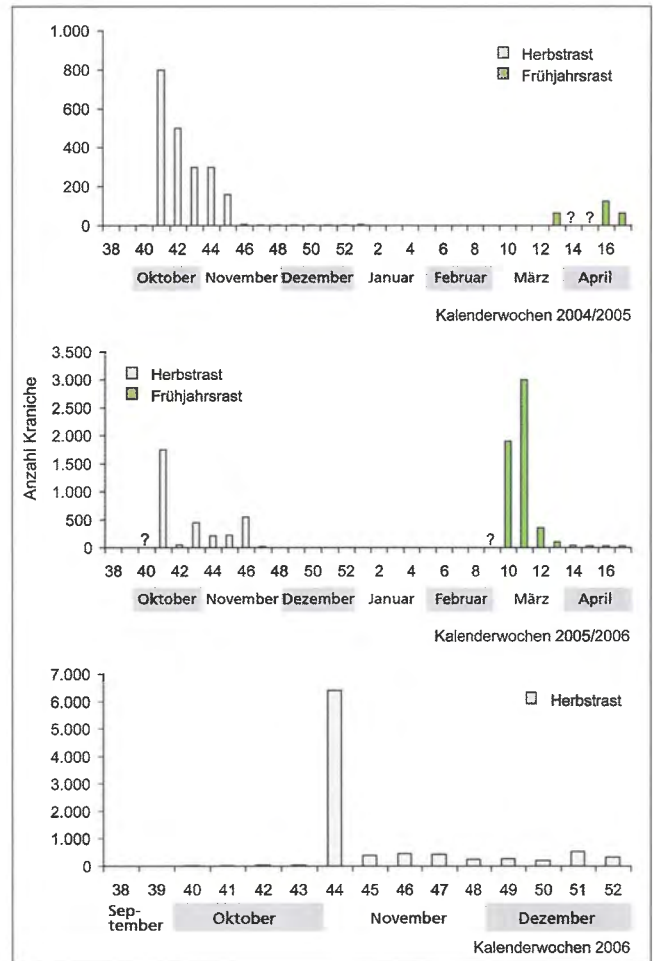 1.000
800
600
400
200
0
Herbstrast
Frühjahrsrast
? ?
38 40 42 44 46 48 50 52 2 4 6 8 10 12 14 16
Oktober November Dezember Januar Februar März April
Kalenderwochen 2004/2005
Anzahl Kraniche
3.500
3.000
2.500
2.000
1.500
1.000
500
0
Herbstrast
Frühjahrsrast
? ?
38 40 42 44 46 48 50 52 2 4 6 8 10 12 14 16
Oktober November Dezember Januar Februar März April
Kalenderwochen 2005/2006
7.000
6.000
5.000
4.000
3.000
2.000
1.000
0
Herbstrast
38 39 40 41 42 43 44 45 46 47 48 49 50 51 52
Sep-
tember Oktober November Dezember
Kalenderwochen 2006